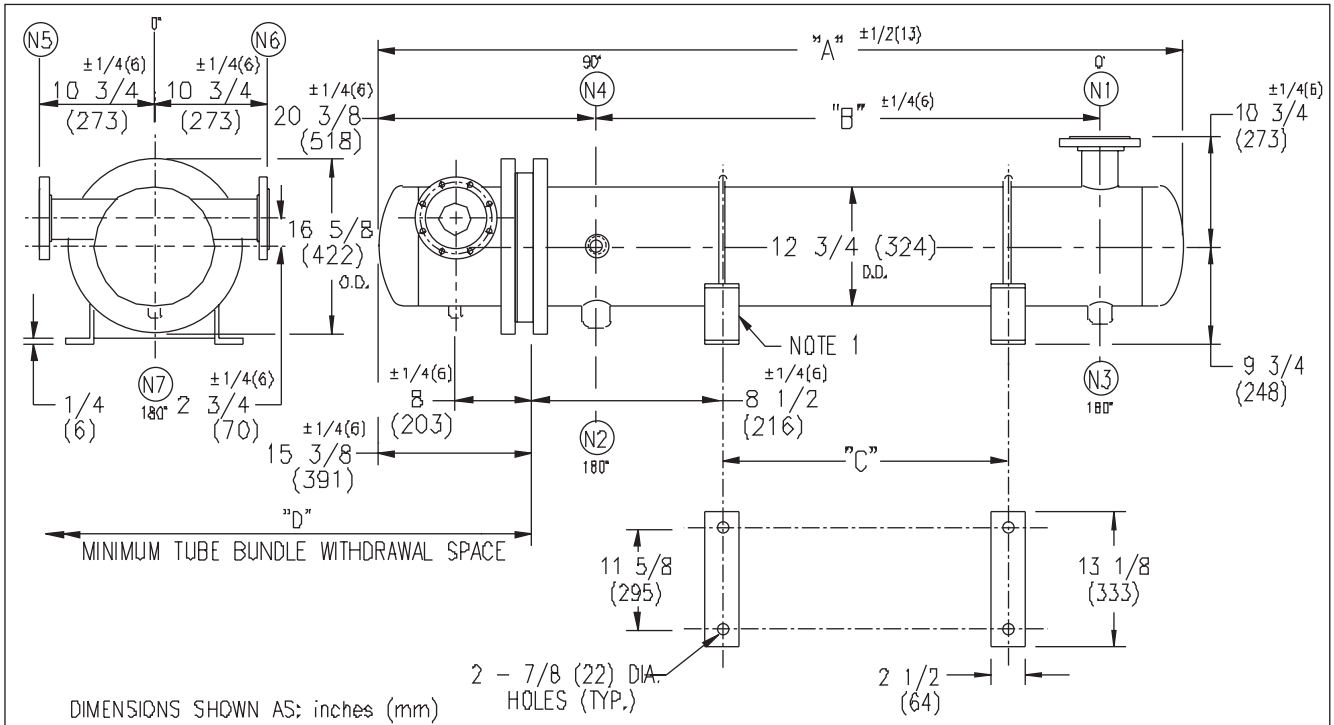 N5
0°
N6
±1/4(6)
±1/4(6)
10 3/4
(273)
10 3/4
(273)
±1/4(6)
20 3/8
(518)
"A" ±1/2(13)
90°
N4
"B" ±1/4(6)
0°
N1
±1/4(6)
10 3/4
(273)
16 5/8
(422)
O.D.
12 3/4 (324)
O.D.
NOTE 1
9 3/4
(248)
N3
180°
1/4
(6)
N7
180°
±1/4(6)
2 3/4
(70)
±1/4(6)
8
(203)
±1/4(6)
8 1/2
(216)
±1/4(6)
15 3/8
(391)
N2
180°
"C"
"D"
MINIMUM TUBE BUNDLE WITHDRAWAL SPACE
11 5/8
(295)
13 1/8
(333)
2 - 7/8 (22) DIA.
HOLES (TYP.)
2 1/2
(64)
DIMENSIONS SHOWN AS: inches (mm)